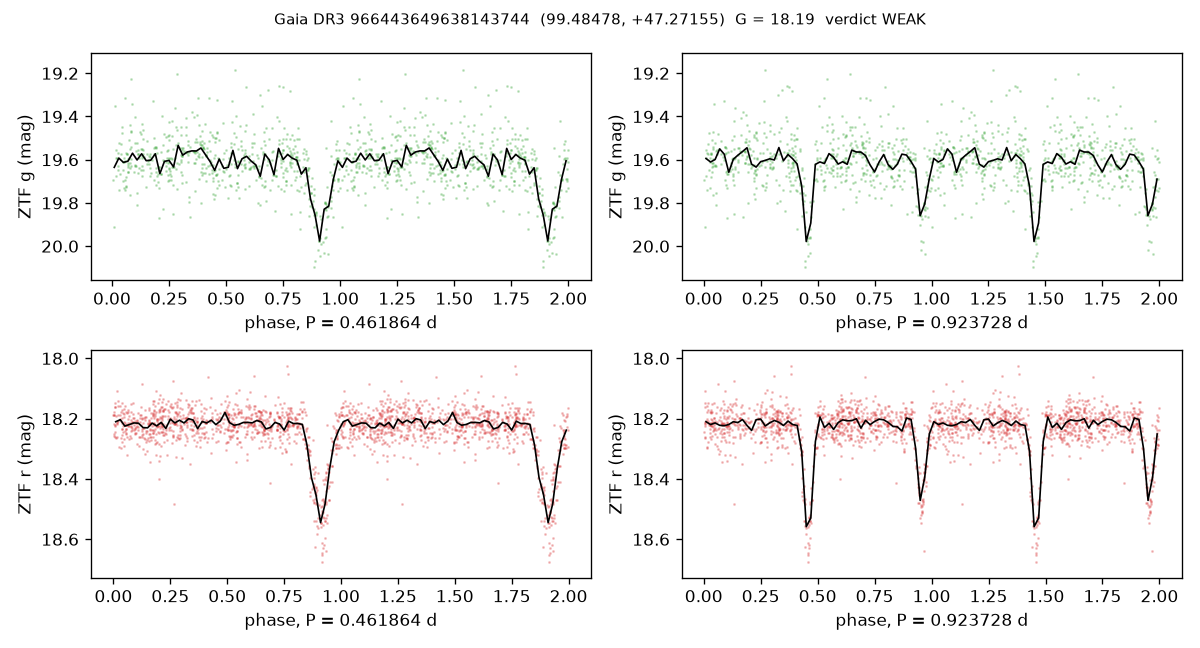 Gaia DR3 966443649638143744 (99.48478, +47.27155) G = 18.19 verdict WEAK
ZTF g (mag)
19.2
19.4
19.6
19.8
20.0
0.00 0.25 0.50 0.75 1.00 1.25 1.50 1.75 2.00
phase, P = 0.461864 d
ZTF g (mag)
19.2
19.4
19.6
19.8
20.0
0.00 0.25 0.50 0.75 1.00 1.25 1.50 1.75 2.00
phase, P = 0.923728 d
ZTF r (mag)
18.0
18.2
18.4
18.6
0.00 0.25 0.50 0.75 1.00 1.25 1.50 1.75 2.00
phase, P = 0.461864 d
ZTF r (mag)
18.0
18.2
18.4
18.6
0.00 0.25 0.50 0.75 1.00 1.25 1.50 1.75 2.00
phase, P = 0.923728 d